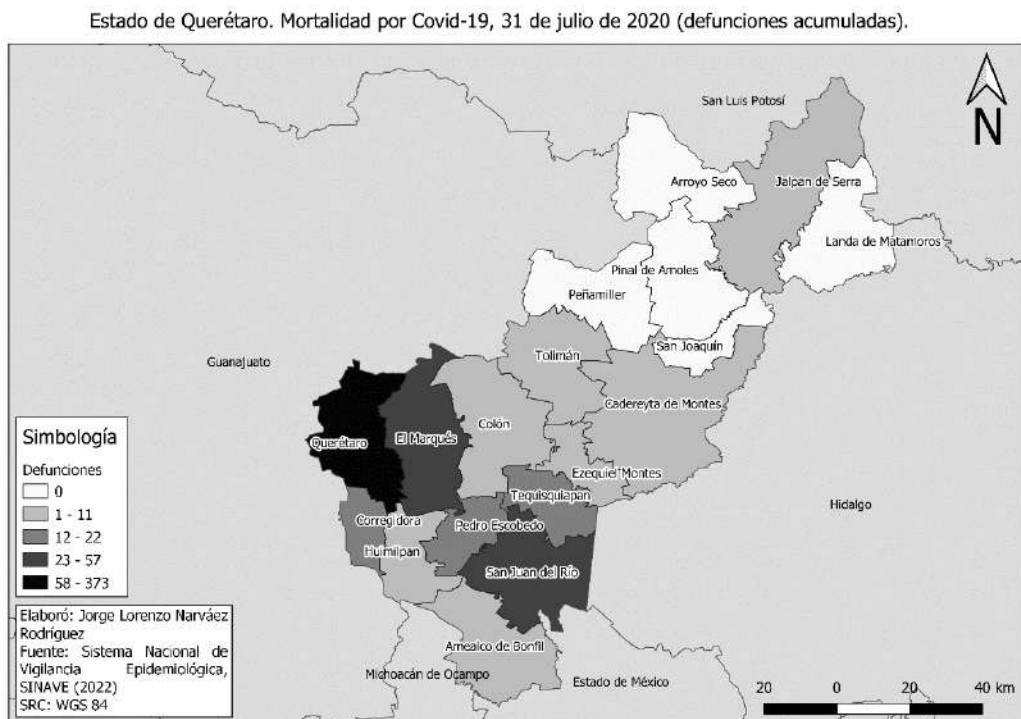 Estado de Querétaro. Mortalidad por Covid-19, 31 de julio de 2020 (defunciones acumuladas).
San Luis Potosí
N
Arroyo Seco
Jalpan de Serra
Landa de Matamoros
Pinal de Amoles
Peñamiller
San Joaquín
Guanajuato
Tolimán
Cadereyta de Montes
Colón
Querétaro
El Marqués
Ezequiel Montes
Tequisquiapan
Hidalgo
Corregidora
Pedro Escobedo
Huimilpan
San Juan del Río
Amealco de Bonfil
Michoacán de Ocampo
Estado de México
Simbología
Defunciones
0
1 - 11
12 - 22
23 - 57
58 - 373
Elaboró: Jorge Lorenzo Narváez
Rodríguez
Fuente: Sistema Nacional de
Vigilancia Epidemiológica,
SINAVE (2022)
SRC: WGS 84
20 0 20 40 km